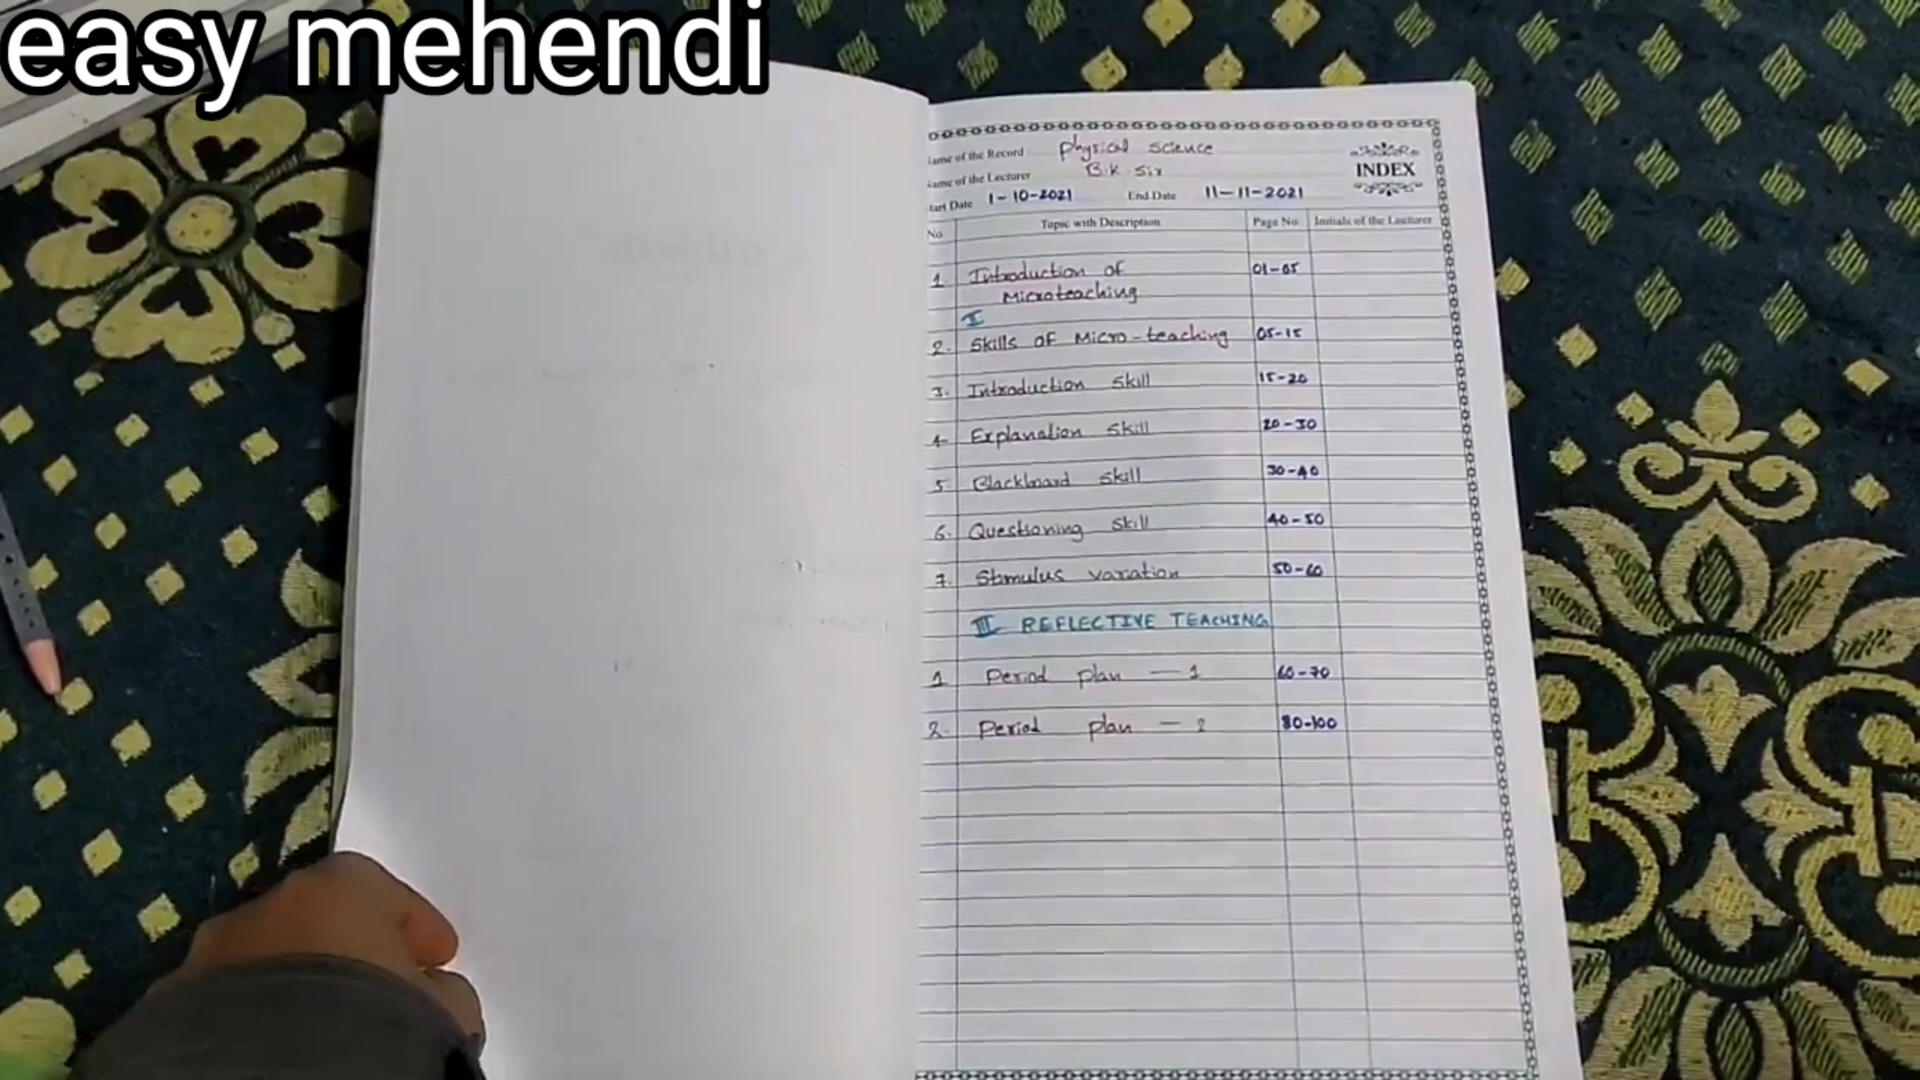 easy mehendi
Name of the Record Physical science
Name of the Lecturer B.K Sir
Start Date 1-10-2021 End Date 11-11-2021
INDEX
No Topic with Description Page No. Initials of the Lecturer
1. Introduction of 01-05
Microteaching
I
2. Skills of Micro-teaching 05-15
3. Introduction skill 15-20
4. Explanation skill 20-30
5. Blackboard skill 30-40
6. Questioning skill 40-50
7. Stimulus variation 50-60
II REFLECTIVE TEACHING
1 Period plan — 1 60-70
2. Period plan — 2 80-100